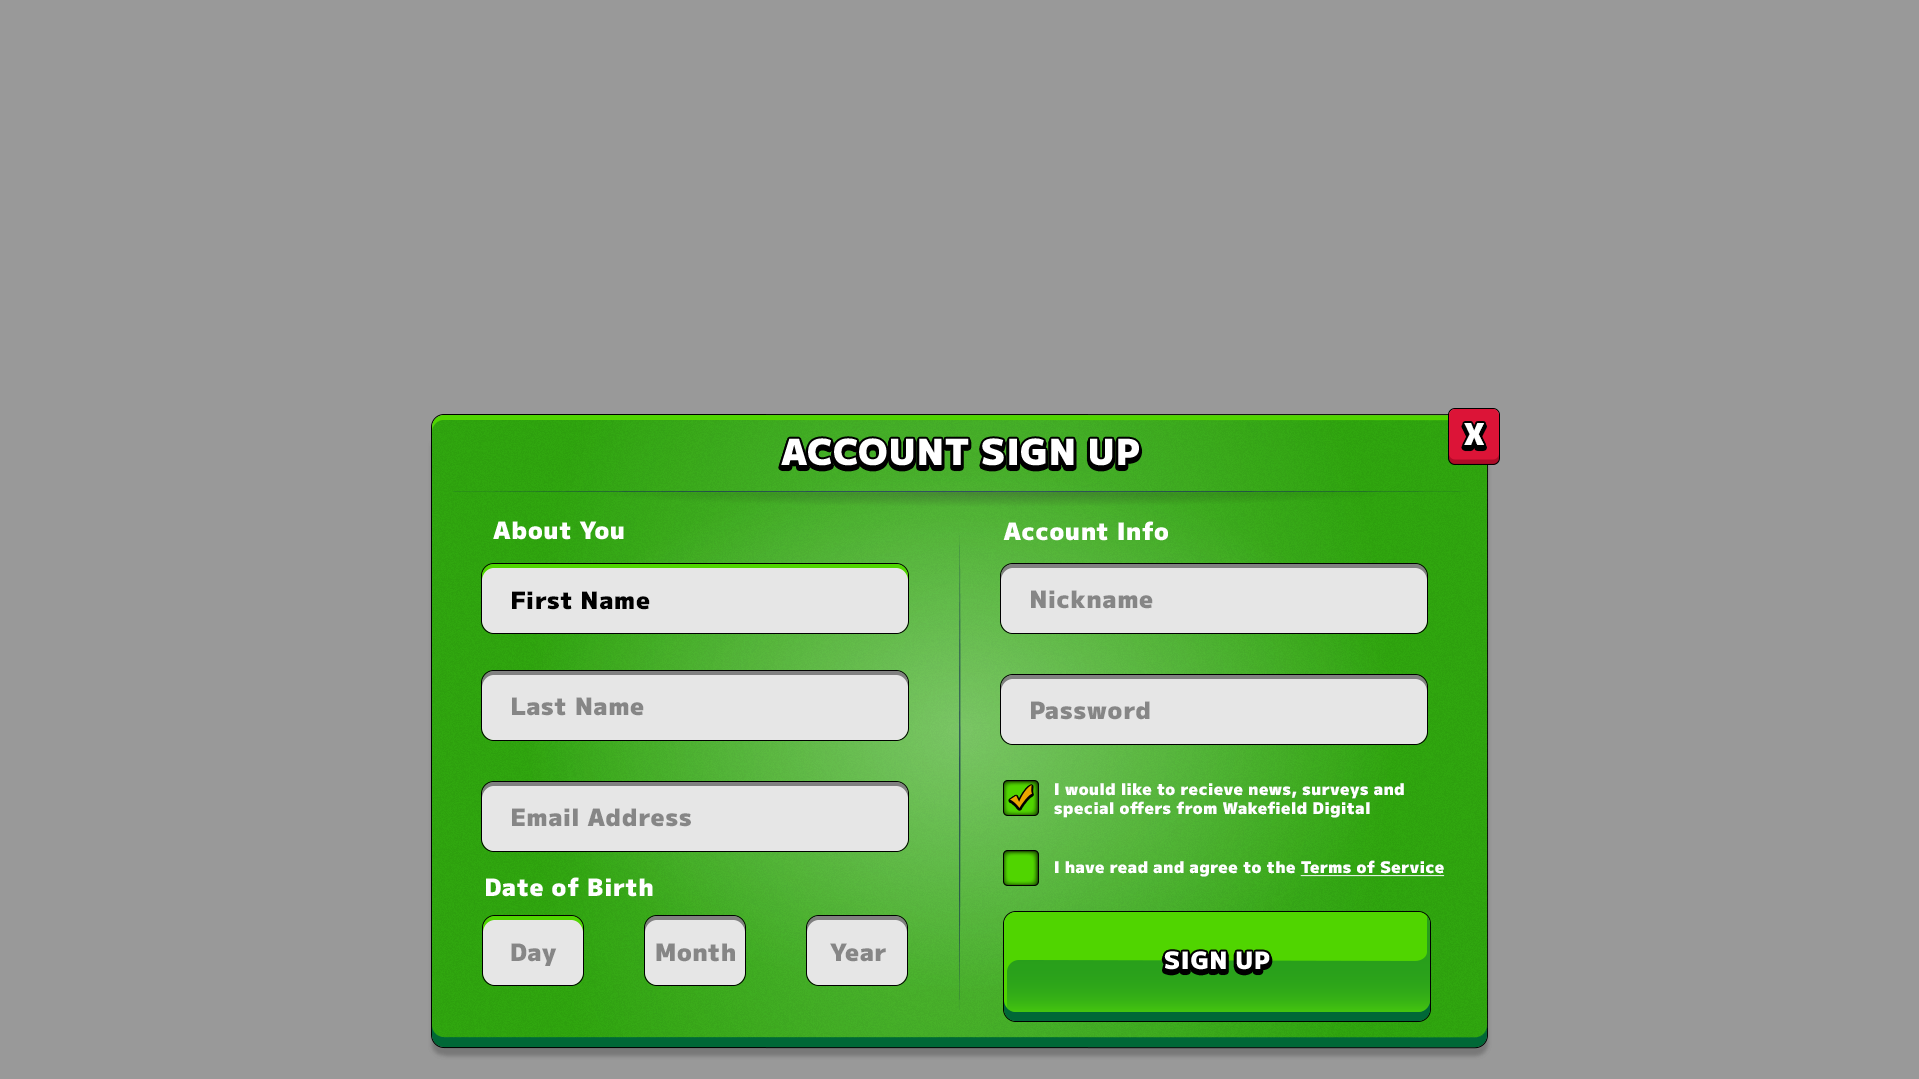 ACCOUNT SIGN UP
X
About You
First Name
Last Name
Email Address
Date of Birth
Day
Month
Year
Account Info
Nickname
Password
I would like to recieve news, surveys and
special offers from Wakefield Digital
I have read and agree to the Terms of Service
SIGN UP